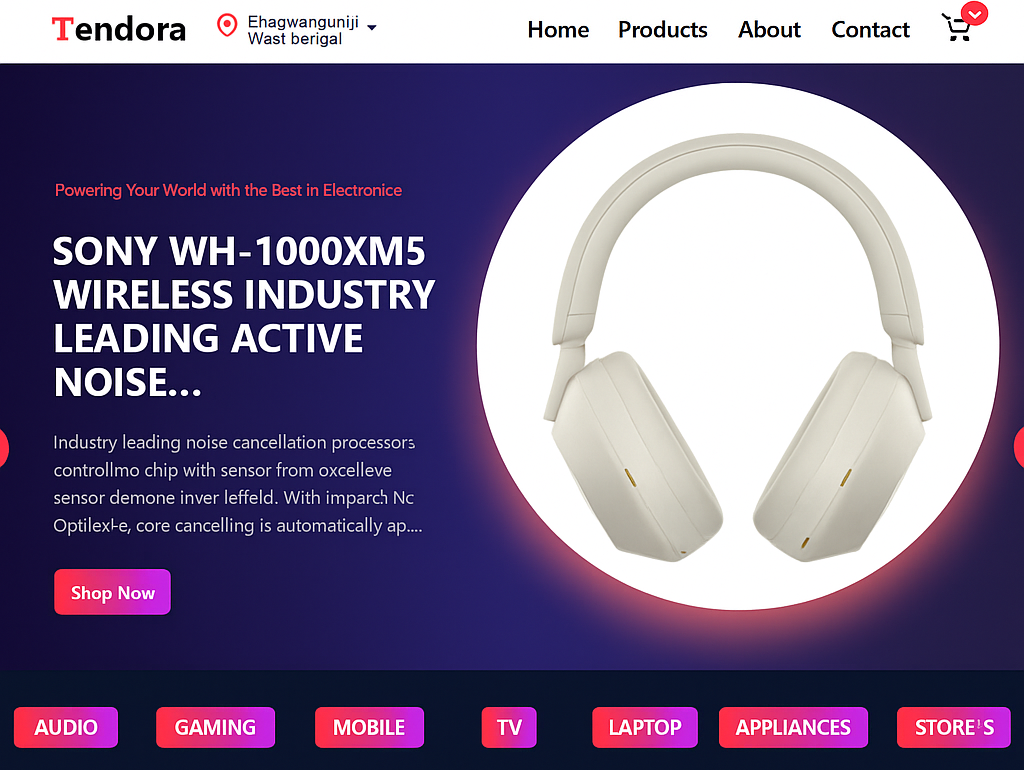 Tendora
Ehagwanguniji
Wast berigal
Home
Products
About
Contact
Powering Your World with the Best in Electronice
SONY WH-1000XM5
WIRELESS INDUSTRY
LEADING ACTIVE
NOISE...
Industry leading noise cancellation processors
controllmo chip with sensor from oxcelleve
sensor demone inver leffeld. With imparch Nc
core cancelling is automatically ap....
Shop Now
AUDIO
GAMING
MOBILE
TV
LAPTOP
APPLIANCES
STORE'S